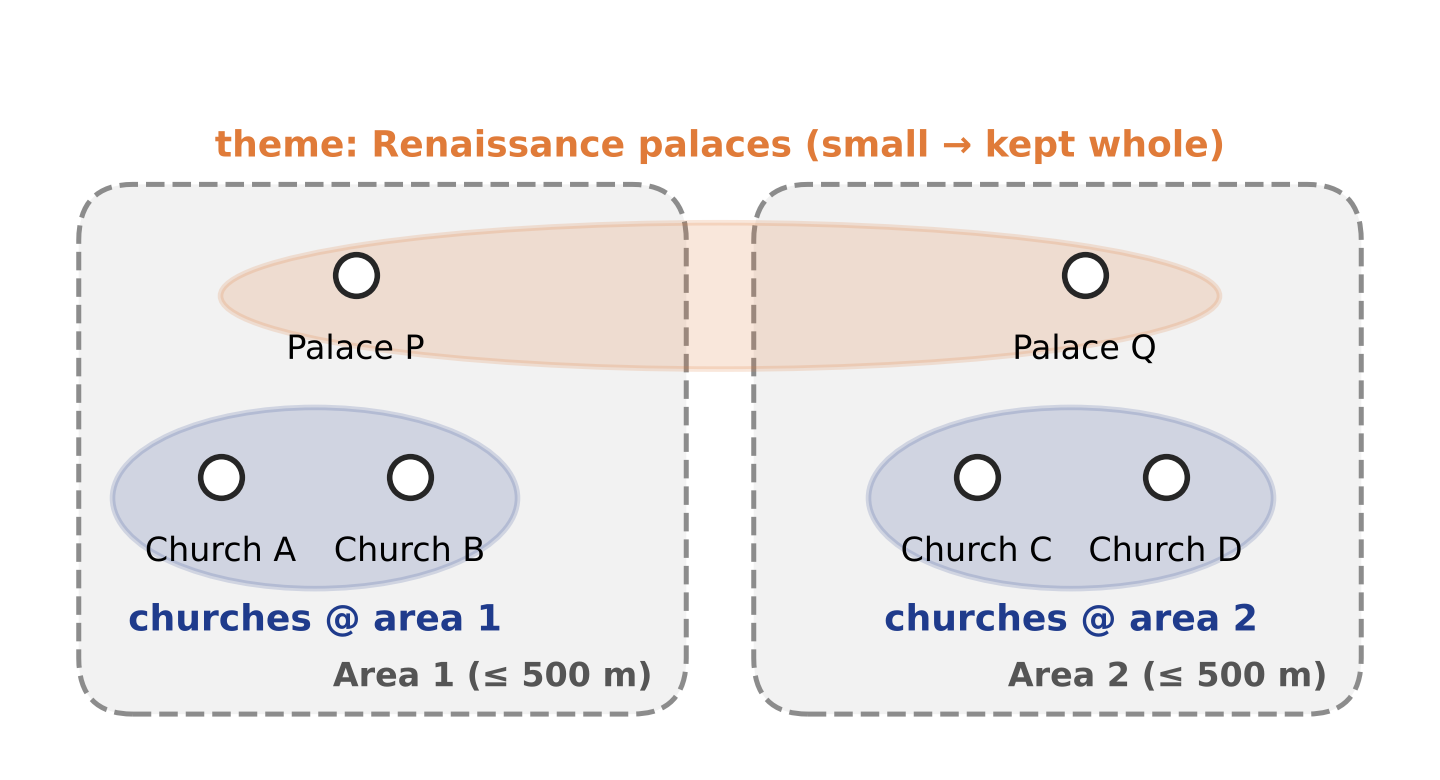 theme: Renaissance palaces (small → kept whole)
Palace P
Palace Q
Church A
Church B
Church C
Church D
churches @ area 1
churches @ area 2
Area 1 (≤ 500 m)
Area 2 (≤ 500 m)